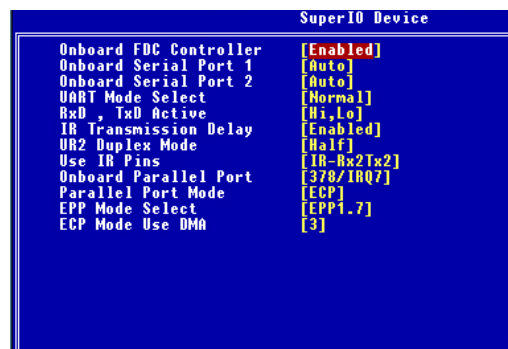 SuperIO Device
Onboard FDC Controller [Enabled]
Onboard Serial Port 1 [Auto]
Onboard Serial Port 2 [Auto]
UART Mode Select [Normal]
RxD , TxD Active [Hi,Lo]
IR Transmission Delay [Enabled]
UR2 Duplex Mode [Half]
Use IR Pins [IR-Rx2Tx2]
Onboard Parallel Port [378/IRQ7]
Parallel Port Mode [ECP]
EPP Mode Select [EPP1.7]
ECP Mode Use DMA [3]